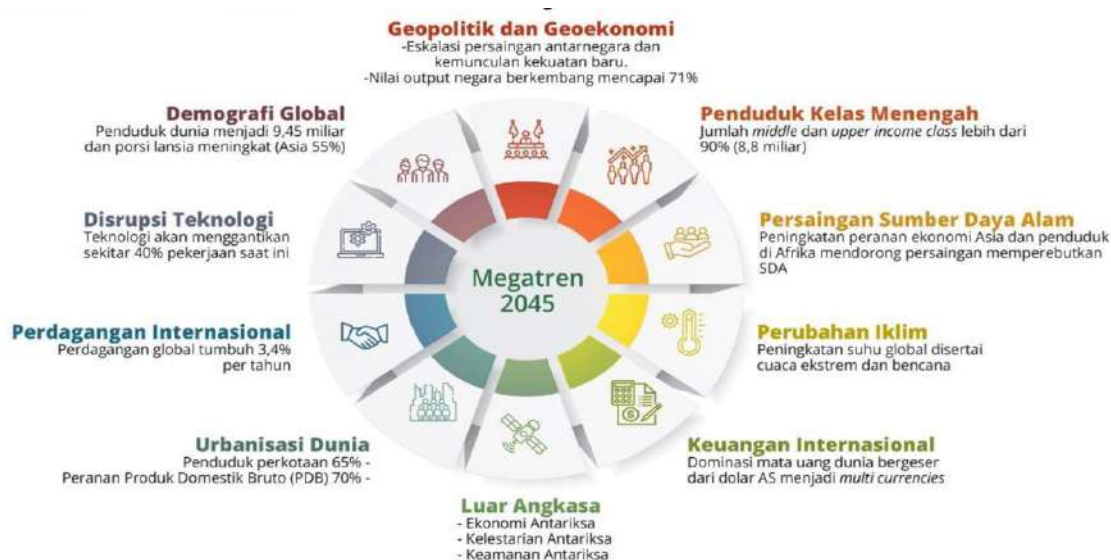 Geopolitik dan Geoekonomi
-Eskalasi persaingan antarnegara dan
kemunculan kekuatan baru.
-Nilai output negara berkembang mencapai 71%
Demografi Global
Penduduk dunia menjadi 9,45 miliar
dan porsi lansia meningkat (Asia 55%)
Penduduk Kelas Menengah
Jumlah middle dan upper income class lebih dari
90% (8,8 miliar)
Disrupsi Teknologi
Teknologi akan menggantikan
sekitar 40% pekerjaan saat ini
Persaingan Sumber Daya Alam
Peningkatan peranan ekonomi Asia dan penduduk
di Afrika mendorong persaingan memperebutkan
SDA
Megatren
2045
Perdagangan Internasional
Perdagangan global tumbuh 3,4%
per tahun
Perubahan Iklim
Peningkatan suhu global disertai
cuaca ekstrem dan bencana
Urbanisasi Dunia
Penduduk perkotaan 65% -
Peranan Produk Domestik Bruto (PDB) 70% -
Keuangan Internasional
Dominasi mata uang dunia bergeser
dari dolar AS menjadi multi currencies
Luar Angkasa
- Ekonomi Antariksa
- Kelestarian Antariksa
- Keamanan Antariksa